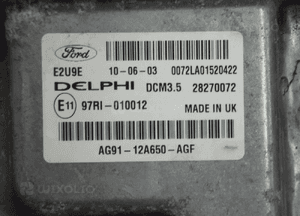 Ford
E2U9E 10-06-03 0072LA01520422
DELPHI DCM3.5 28270072
E11 97RI-010012 MADE IN UK
AG91-12A650-AGF
WIXOLIO